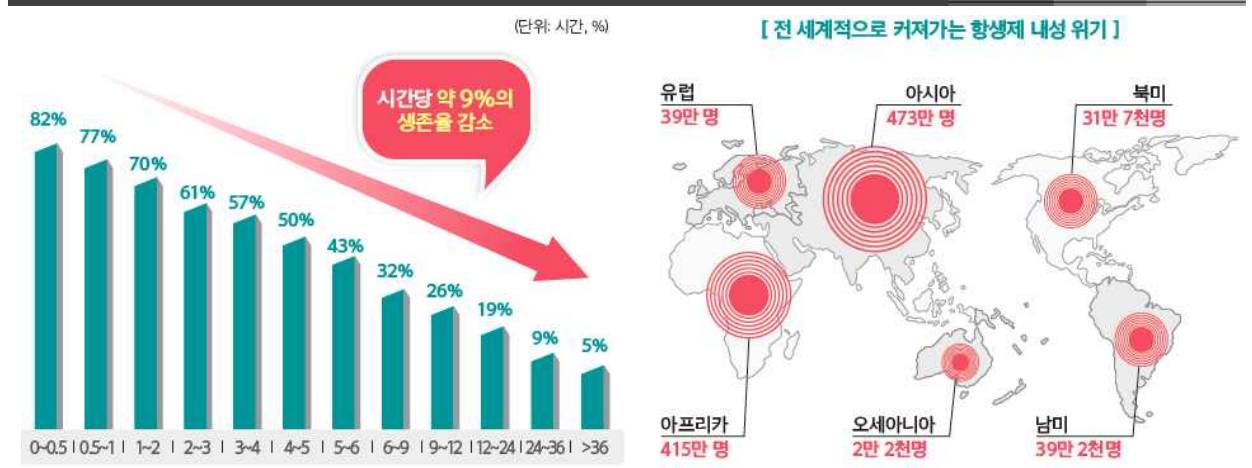 (단위: 시간, %)
시간당 약 9%의
생존율 감소
82%
77%
70%
61%
57%
50%
43%
32%
26%
19%
9%
5%
0~0.5 | 0.5~1 | 1~2 | 2~3 | 3~4 | 4~5 | 5~6 | 6~9 | 9~12 | 12~24 | 24~36 | >36
[ 전 세계적으로 커져가는 항생제 내성 위기 ]
유럽
39만 명
아시아
473만 명
북미
31만 7천명
아프리카
415만 명
오세아니아
2만 2천명
남미
39만 2천명